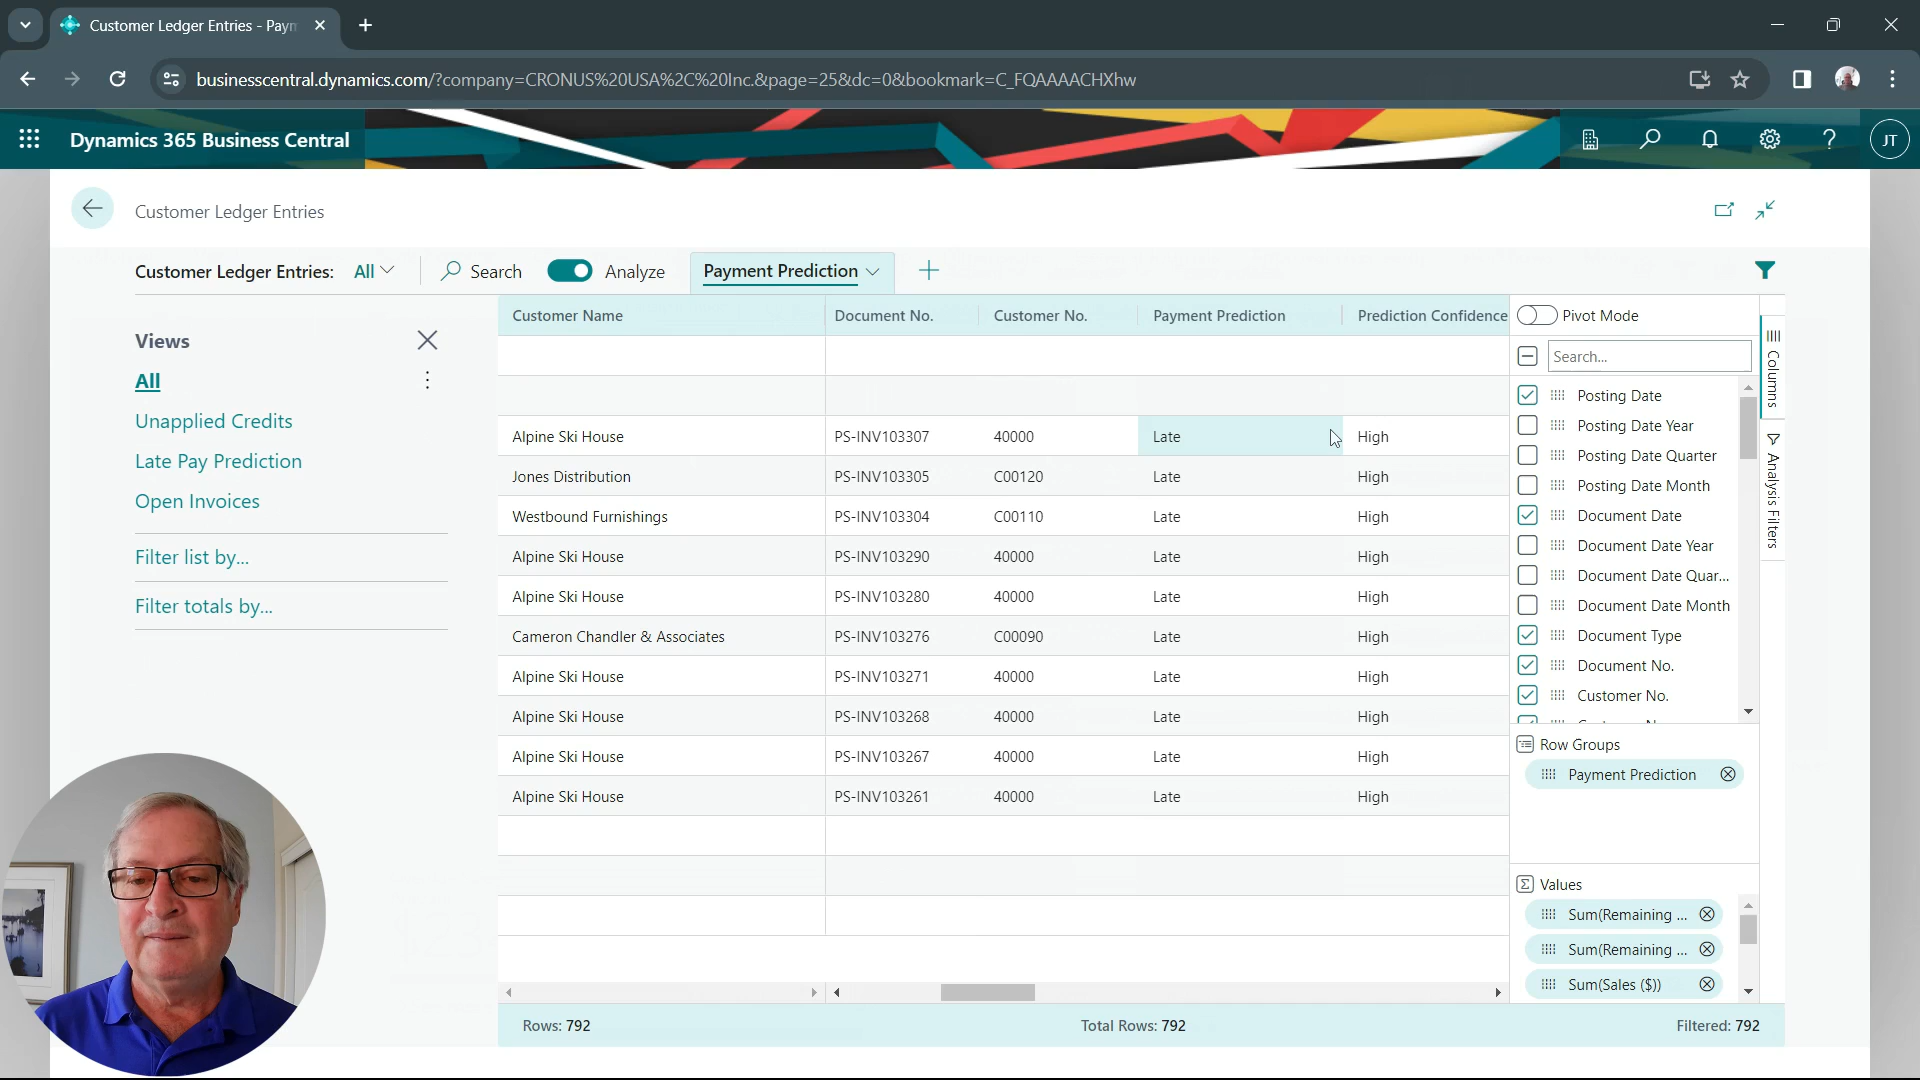 Customer Ledger Entries - Paym
businesscentral.dynamics.com/?company=CRONUS%20USA%2C%20Inc.&page=25&dc=0&bookmark=C_FQAAAACHXhw
Dynamics 365 Business Central
?
JT
Customer Ledger Entries
Customer Ledger Entries: All
Search
Analyze
Payment Prediction
Views
All
Unapplied Credits
Late Pay Prediction
Open Invoices
Filter list by...
Filter totals by...
Customer Name Document No. Customer No. Payment Prediction Prediction Confidence
Alpine Ski House PS-INV103307 40000 Late High
Jones Distribution PS-INV103305 C00120 Late High
Westbound Furnishings PS-INV103304 C00110 Late High
Alpine Ski House PS-INV103290 40000 Late High
Alpine Ski House PS-INV103280 40000 Late High
Cameron Chandler & Associates PS-INV103276 C00090 Late High
Alpine Ski House PS-INV103271 40000 Late High
Alpine Ski House PS-INV103268 40000 Late High
Alpine Ski House PS-INV103267 40000 Late High
Alpine Ski House PS-INV103261 40000 Late High
Rows: 792 Total Rows: 792 Filtered: 792
Pivot Mode
Search...
Posting Date
Posting Date Year
Posting Date Quarter
Posting Date Month
Document Date
Document Date Year
Document Date Quar...
Document Date Month
Document Type
Document No.
Customer No.
Row Groups
Payment Prediction
Values
Sum(Remaining ...
Sum(Remaining ...
Sum(Sales ($))
Columns
Analysis Filters